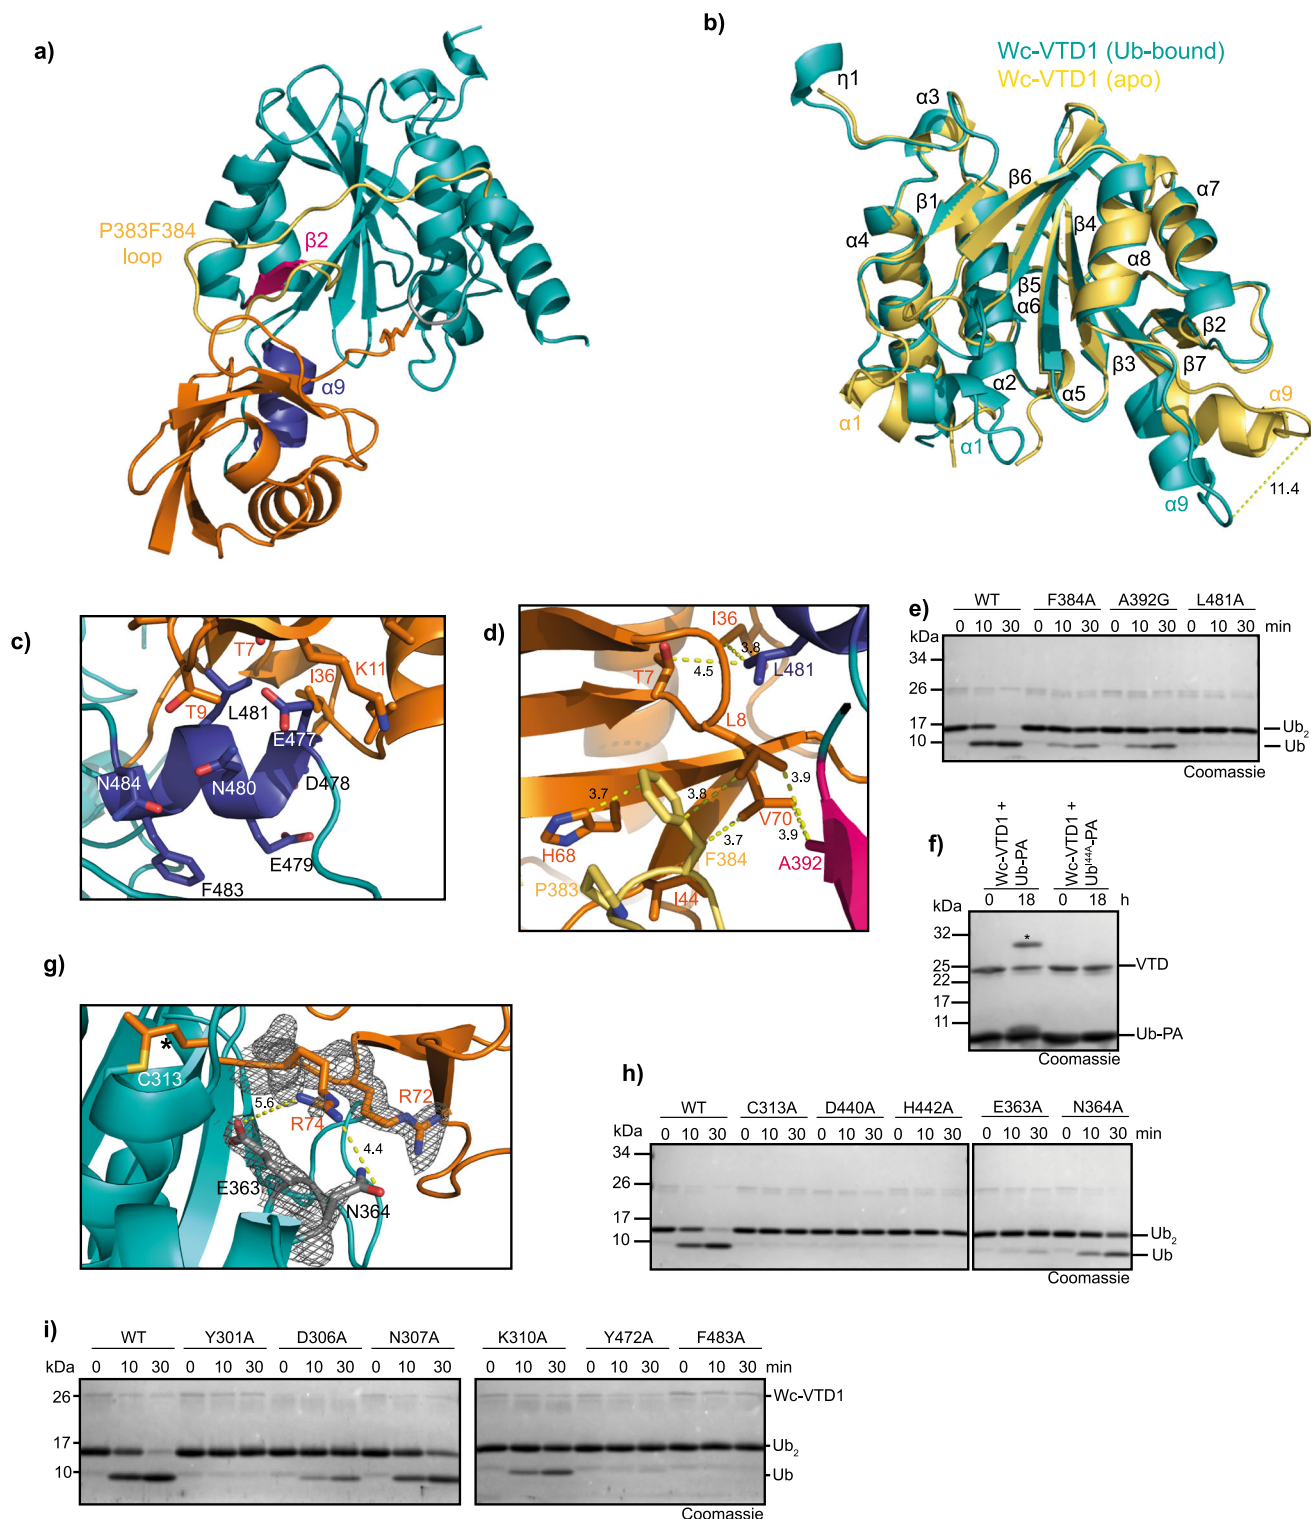 a)
P383F384
loop
β2
α9
b)
Wc-VTD1 (Ub-bound)
Wc-VTD1 (apo)
η1
α3
β6
β1
α7
α4
β4
α8
β5
α6
β2
β3
β7
α2
α5
α9
α1
α1
α9
11.4
c)
T7
K11
I36
T9
L481
E477
N484
N480
D478
E479
F483
d)
I36
3.8
T7
4.5
L481
L8
3.7
3.8
3.9
V70
3.7
3.9
H68
F384
A392
P383
I44
e)
WT F384A A392G L481A
kDa 0 10 30 0 10 30 0 10 30 0 10 30 min
34
26
17
10
Ub2
Ub
Coomassie
f)
Wc-VTD1 +
Ub-PA
Wc-VTD1 +
UbI44A-PA
0 18 0 18 h
kDa
32
*
25
22
17
11
VTD
Ub-PA
Coomassie
g)
*
C313
5.6
R72
R74
4.4
E363
N364
h)
WT C313A D440A H442A E363A N364A
kDa 0 10 30 0 10 30 0 10 30 0 10 30 0 10 30 0 10 30 min
34
26
17
10
Ub2
Ub
Coomassie
i)
WT Y301A D306A N307A K310A Y472A F483A
kDa 0 10 30 0 10 30 0 10 30 0 10 30 0 10 30 0 10 30 0 10 30 min
26
17
10
Wc-VTD1
Ub2
Ub
Coomassie